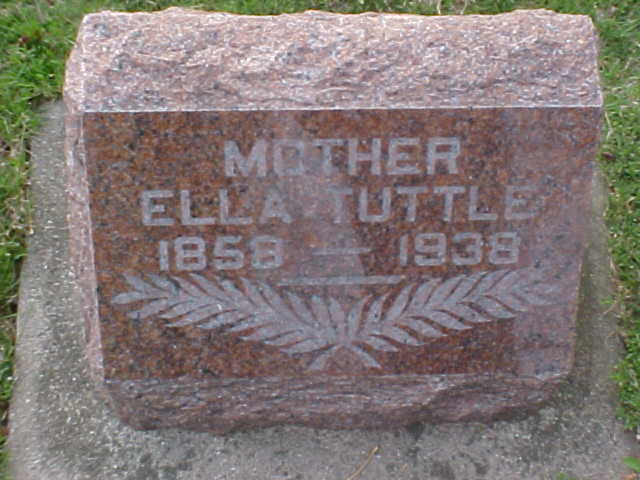 MOTHER
ELLA TUTTLE
1858 — 1938